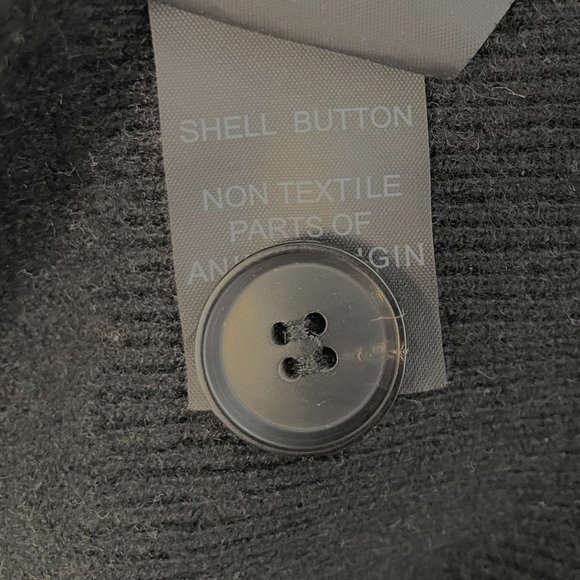 SHELL BUTTON
NON TEXTILE
PARTS OF